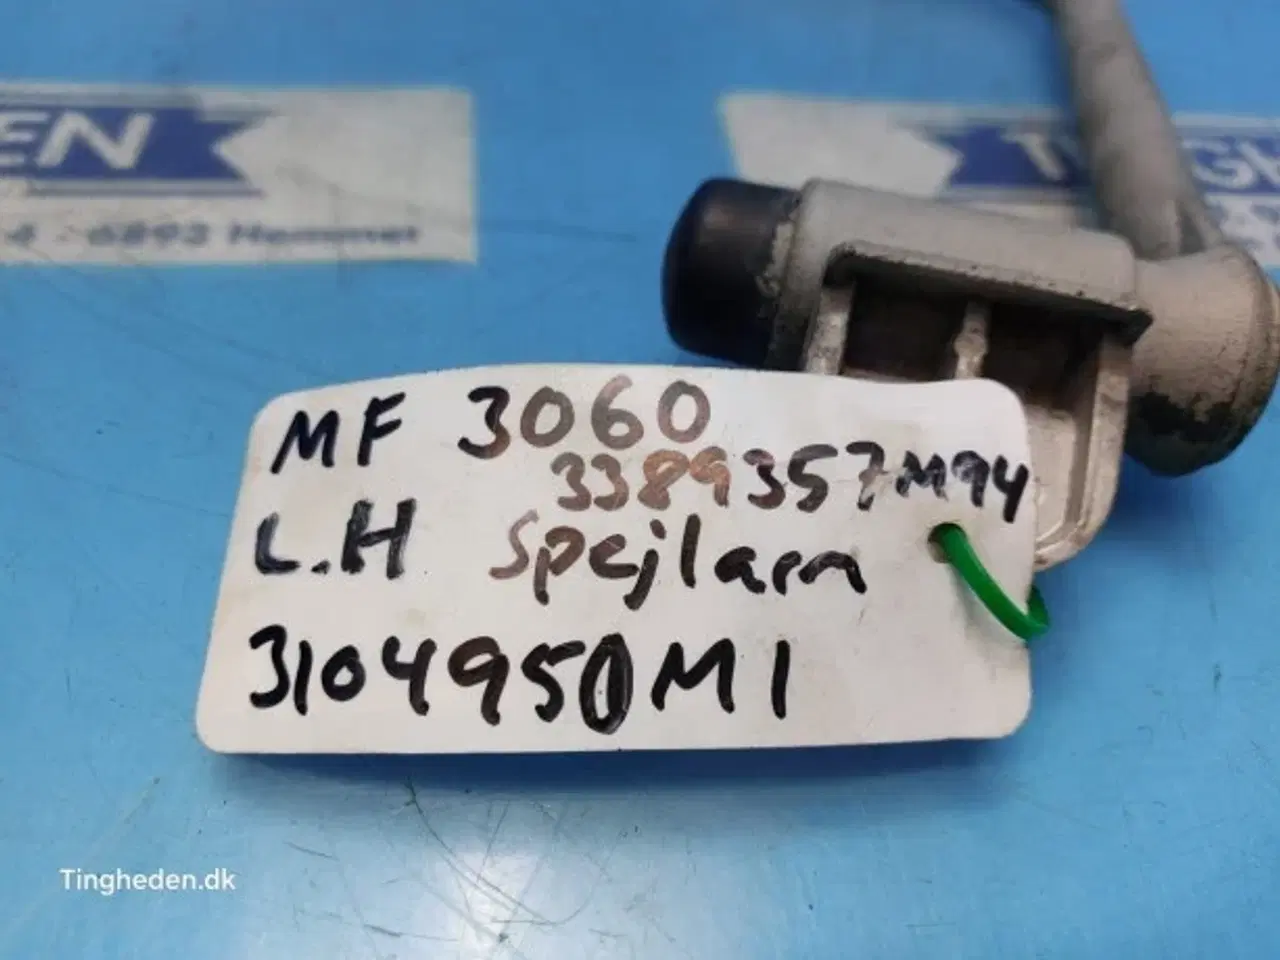 EN
4 - 6893 Hemmet
MF 3060
3389357M94
L.H Spejlarm
3104950M1
Tingheden.dk